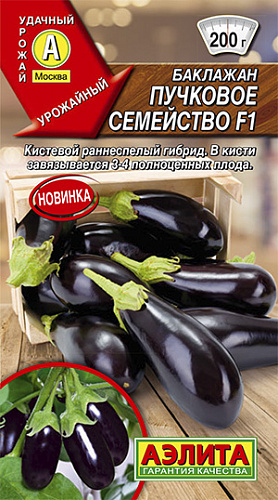 УДАЧНЫЙ
УРОЖАЙ
А
Москва
УРОЖАЙНЫЙ
200 г
БАКЛАЖАН
ПУЧКОВОЕ
СЕМЕЙСТВО F1
Кистевой раннеспелый гибрид. В кисти
завязывается 3-4 полноценных плода.
НОВИНКА
АЭЛИТА
ГАРАНТИЯ КАЧЕСТВА